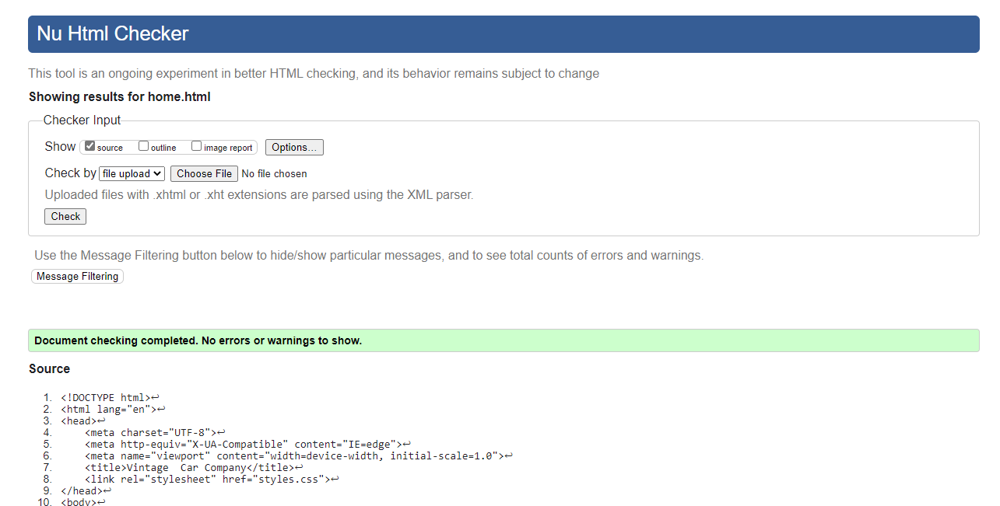 Nu Html Checker
This tool is an ongoing experiment in better HTML checking, and its behavior remains subject to change
Showing results for home.html
Checker Input
Show source outline image report Options...
Check by file upload Choose File No file chosen
Uploaded files with .xhtml or .xht extensions are parsed using the XML parser.
Check
Use the Message Filtering button below to hide/show particular messages, and to see total counts of errors and warnings.
Message Filtering
Document checking completed. No errors or warnings to show.
Source
1. <!DOCTYPE html>↩
2. <html lang="en">↩
3. <head>↩
4.     <meta charset="UTF-8">↩
5.     <meta http-equiv="X-UA-Compatible" content="IE=edge">↩
6.     <meta name="viewport" content="width=device-width, initial-scale=1.0">↩
7.     <title>Vintage  Car Company</title>↩
8.     <link rel="stylesheet" href="styles.css">↩
9. </head>↩
10. <body>↩